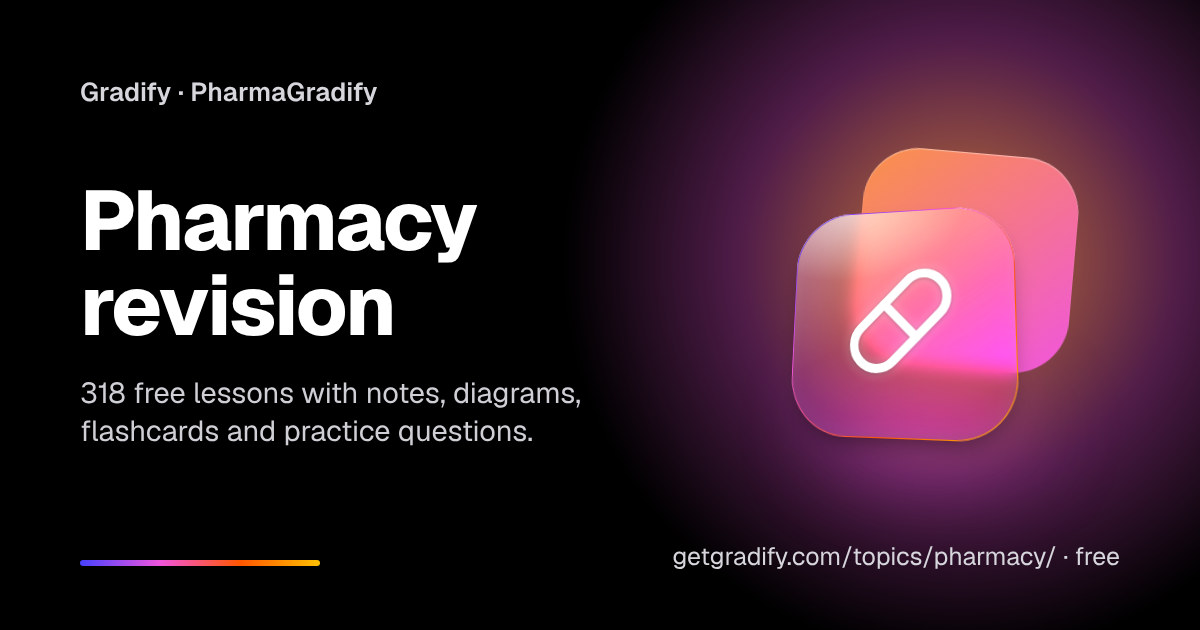 Gradify · PharmaGradify
Pharmacy
revision
318 free lessons with notes, diagrams,
flashcards and practice questions.
getgradify.com/topics/pharmacy/ · free